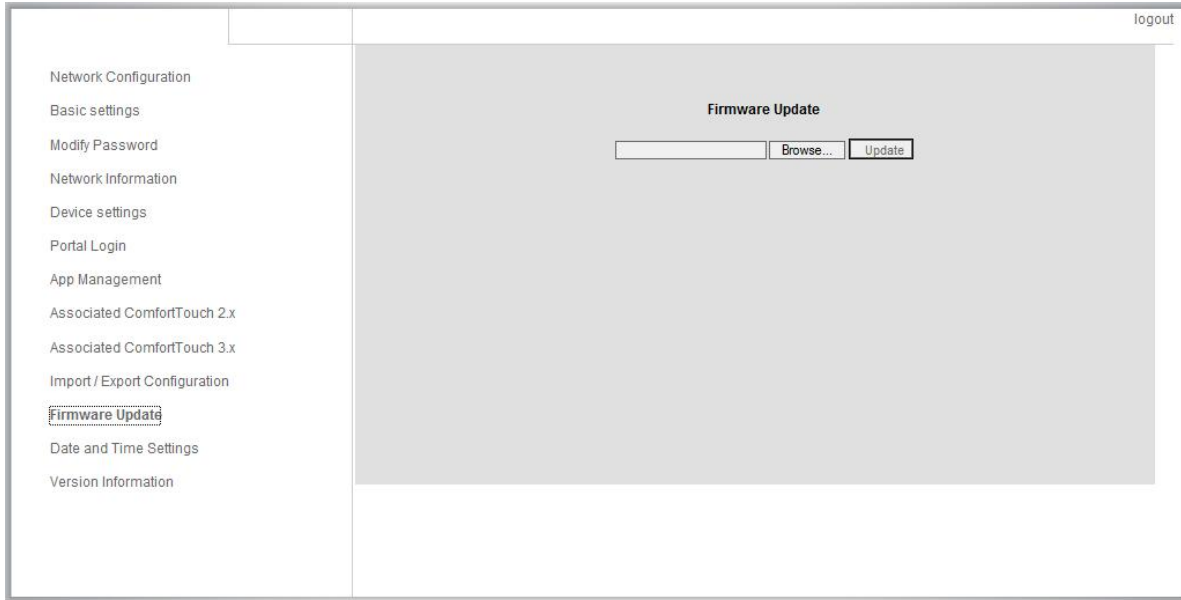 logout
Network Configuration
Basic settings
Modify Password
Network Information
Device settings
Portal Login
App Management
Associated ComfortTouch 2.x
Associated ComfortTouch 3.x
Import / Export Configuration
Firmware Update
Date and Time Settings
Version Information
Firmware Update
Browse... Update